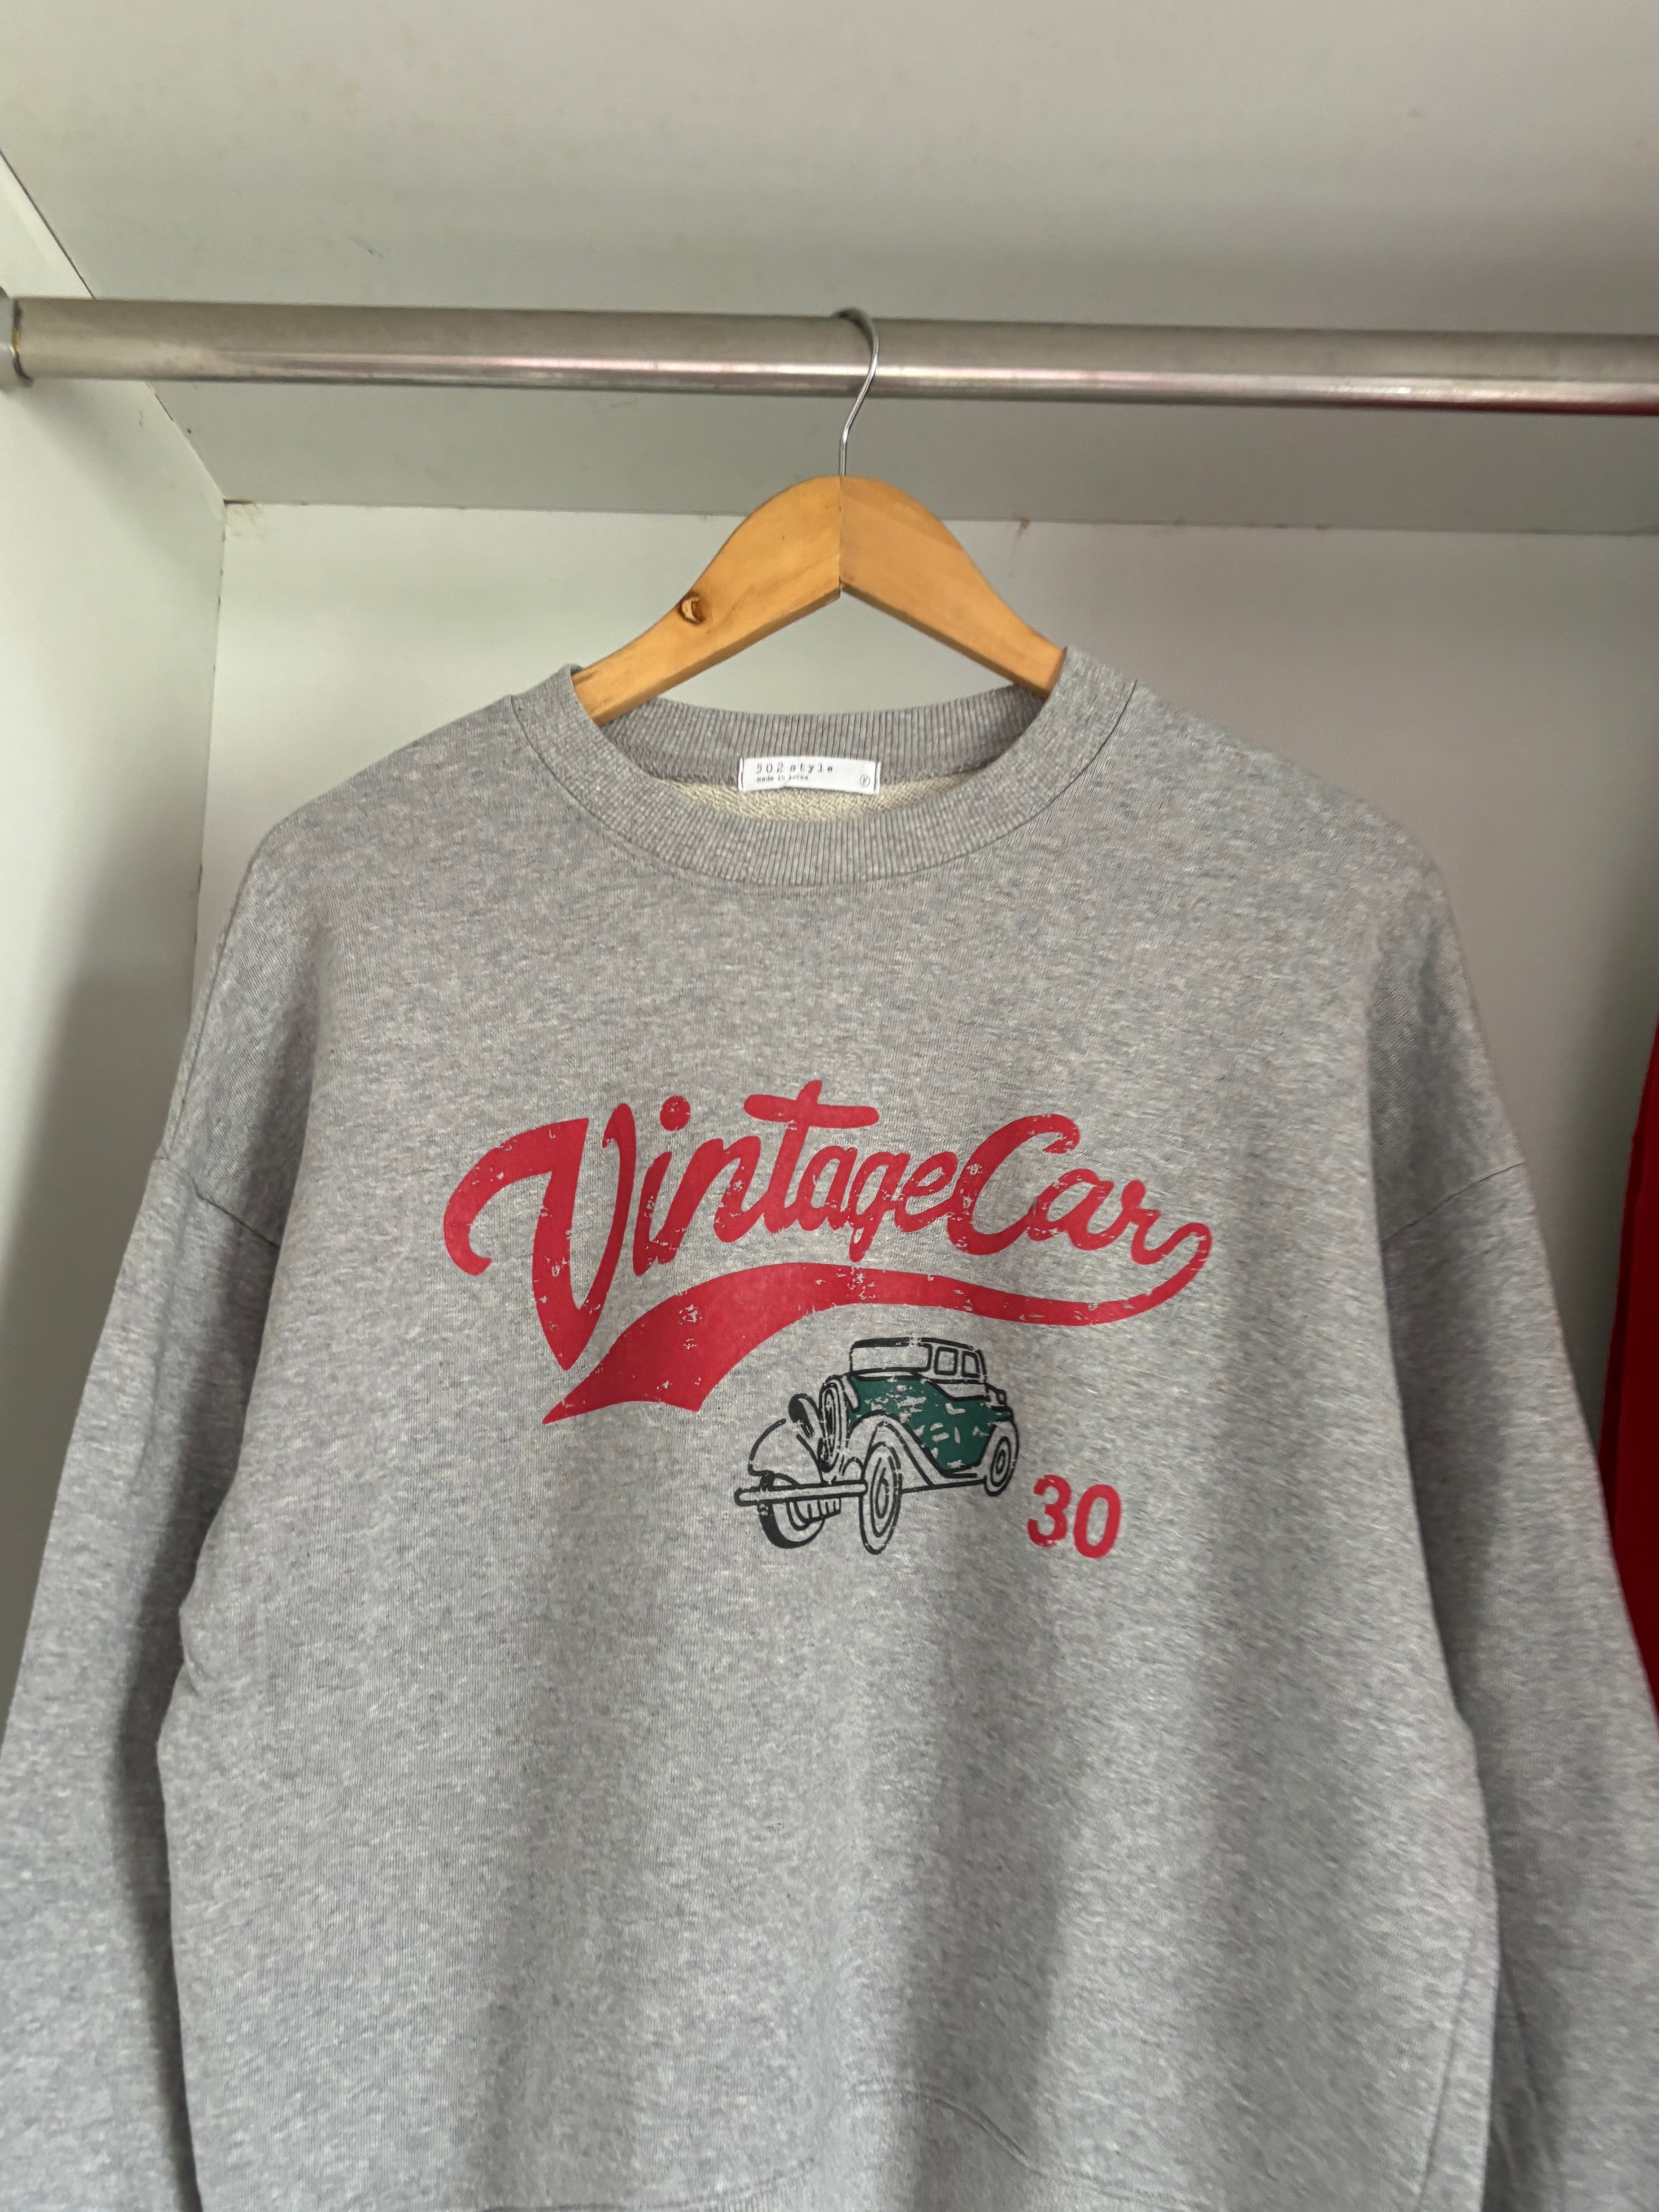 502 style
made in korea
F
VintageCar
30